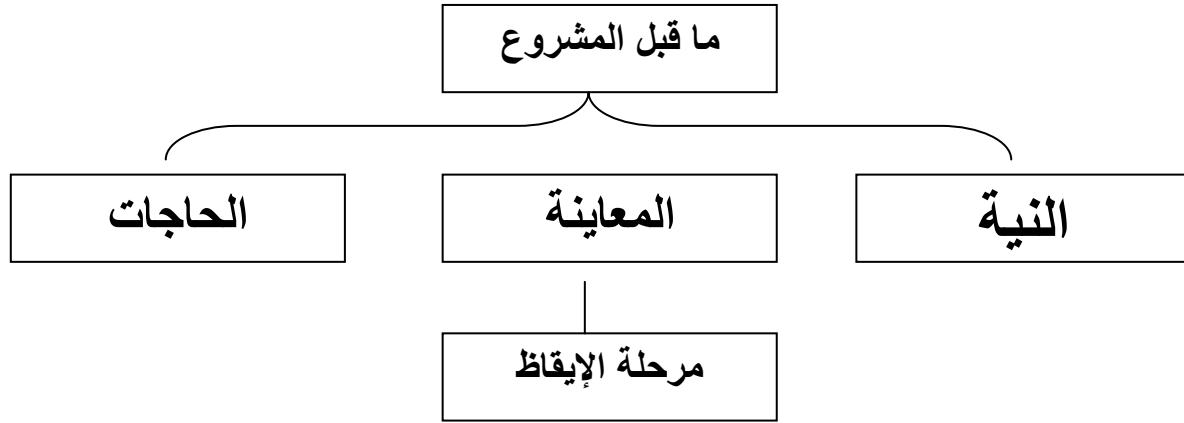 ما قبل المشروع
النية
المعاينة
الحاجات
مرحلة الإيقاظ